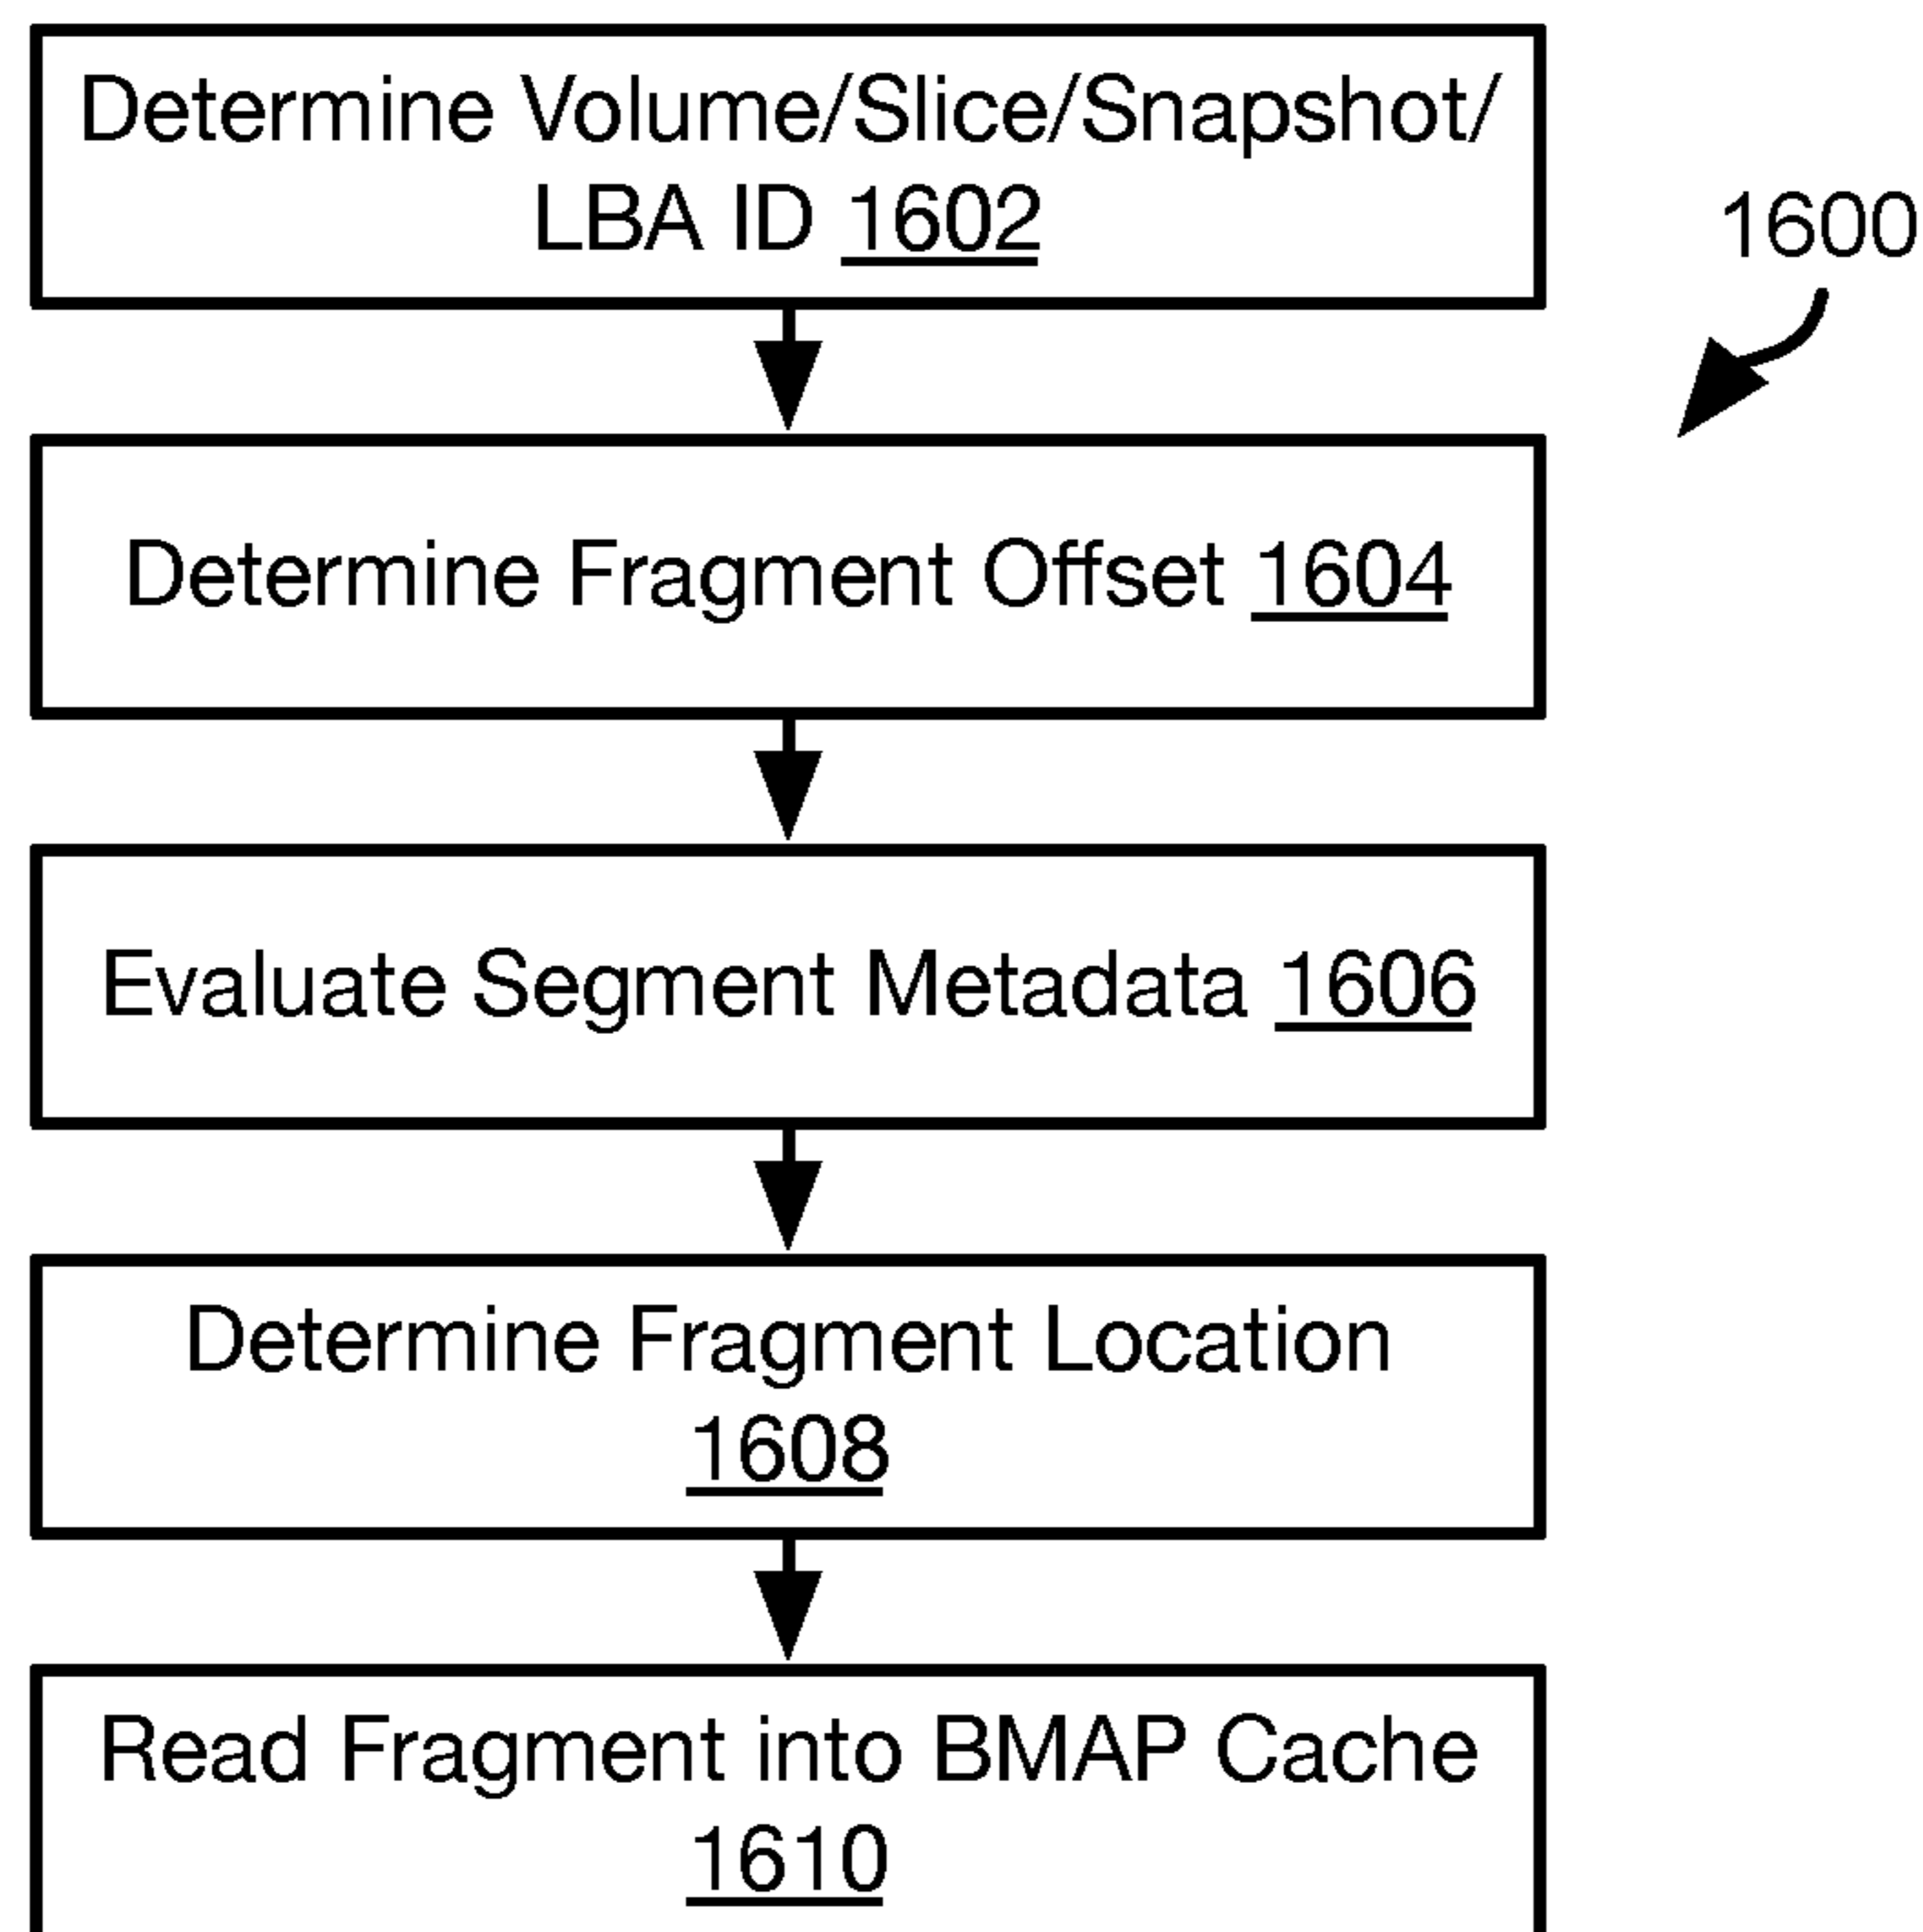 Determine Volume/Slice/Snapshot/
LBA ID 1602
1600
Determine Fragment Offset 1604
Evaluate Segment Metadata 1606
Determine Fragment Location
1608
Read Fragment into BMAP Cache
1610